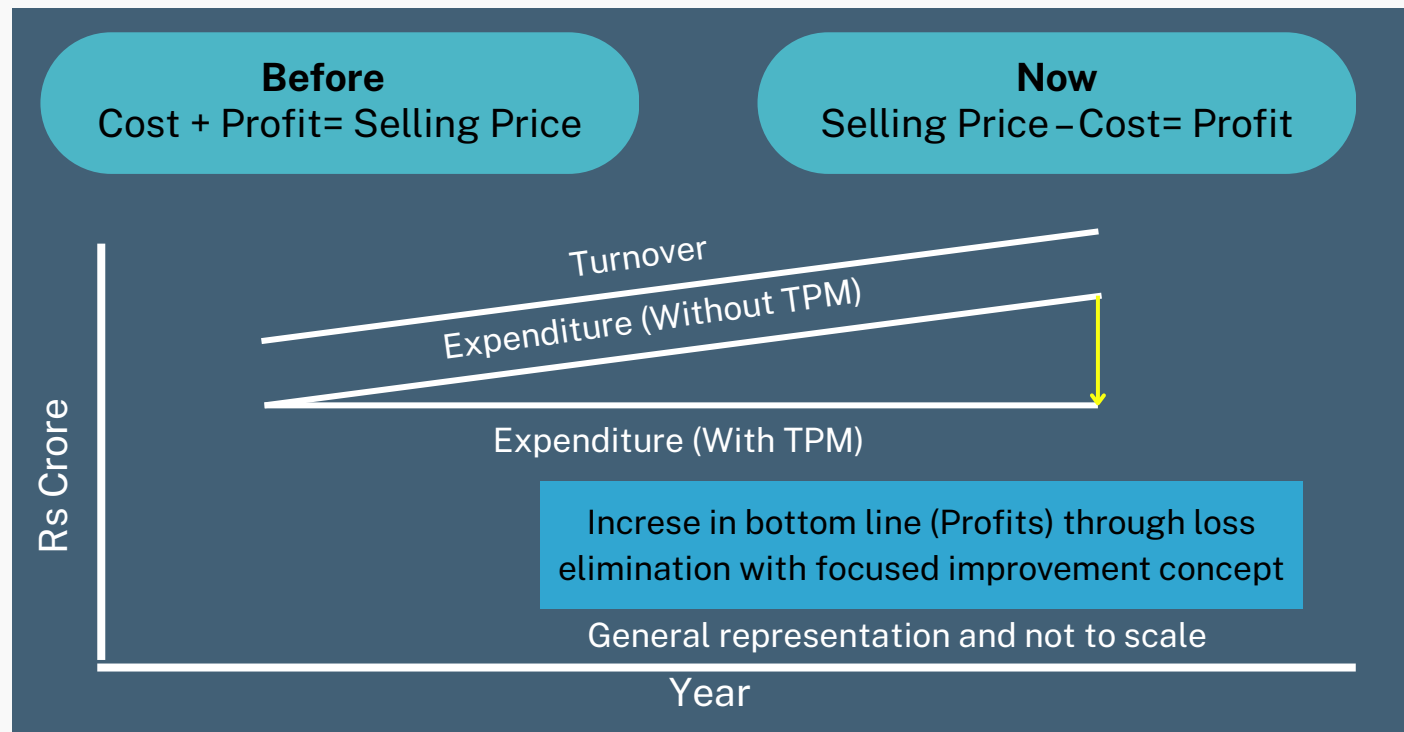 Before
Cost + Profit= Selling Price
Now
Selling Price – Cost= Profit
Turnover
Expenditure (Without TPM)
Expenditure (With TPM)
Rs Crore
Increse in bottom line (Profits) through loss
elimination with focused improvement concept
General representation and not to scale
Year